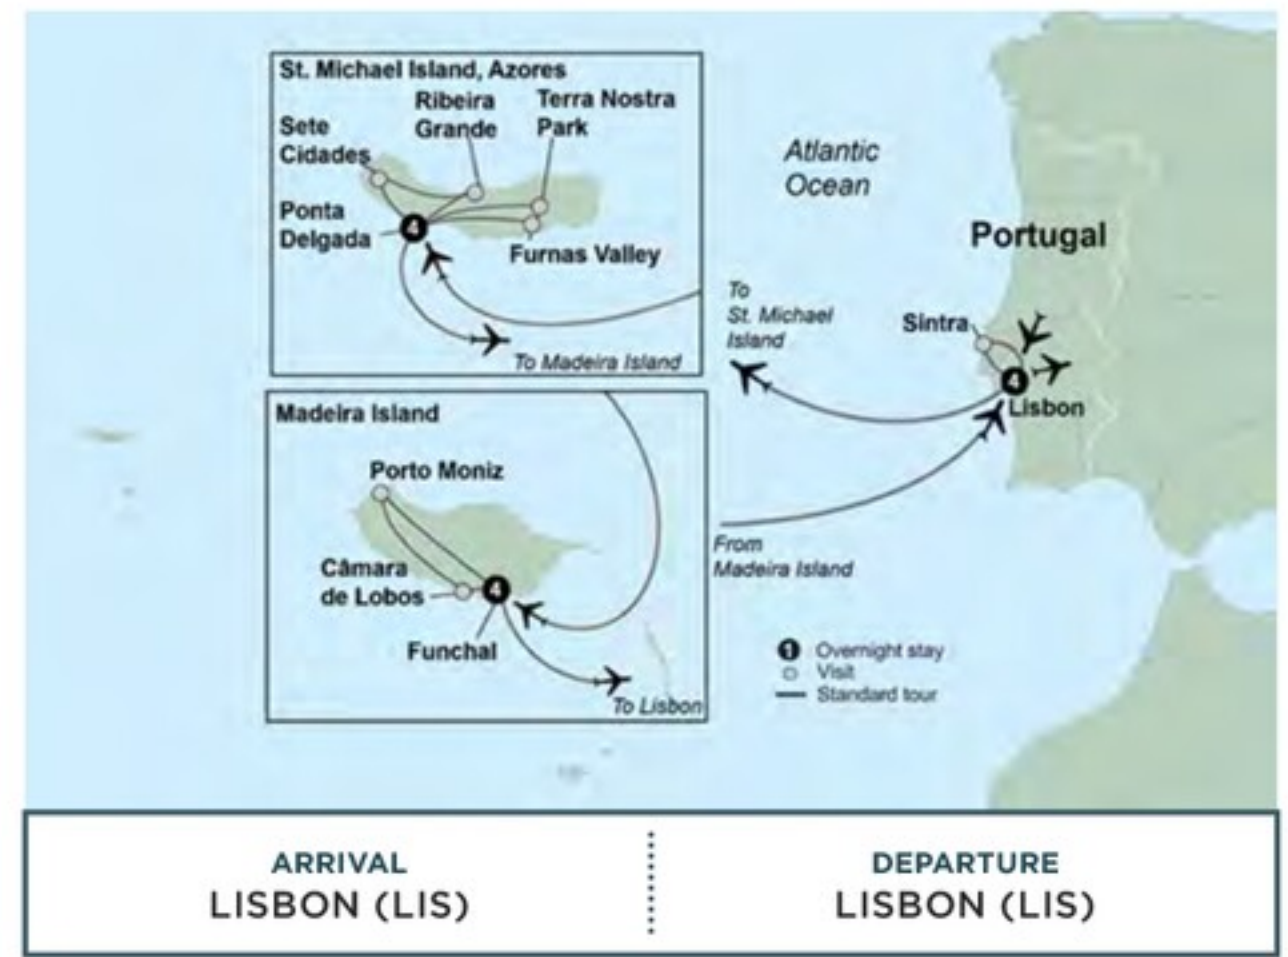 St. Michael Island, Azores
Ribeira
Grande
Terra Nostra
Park
Sete
Cidades
Ponta
Delgada
4
Furnas Valley
To Madeira Island
Atlantic
Ocean
Portugal
To
St. Michael
Island
Sintra
4
Lisbon
Madeira Island
Porto Moniz
Câmara
de Lobos
4
Funchal
To Lisbon
From
Madeira Island
1 Overnight stay
Visit
Standard tour
ARRIVAL
LISBON (LIS)
DEPARTURE
LISBON (LIS)